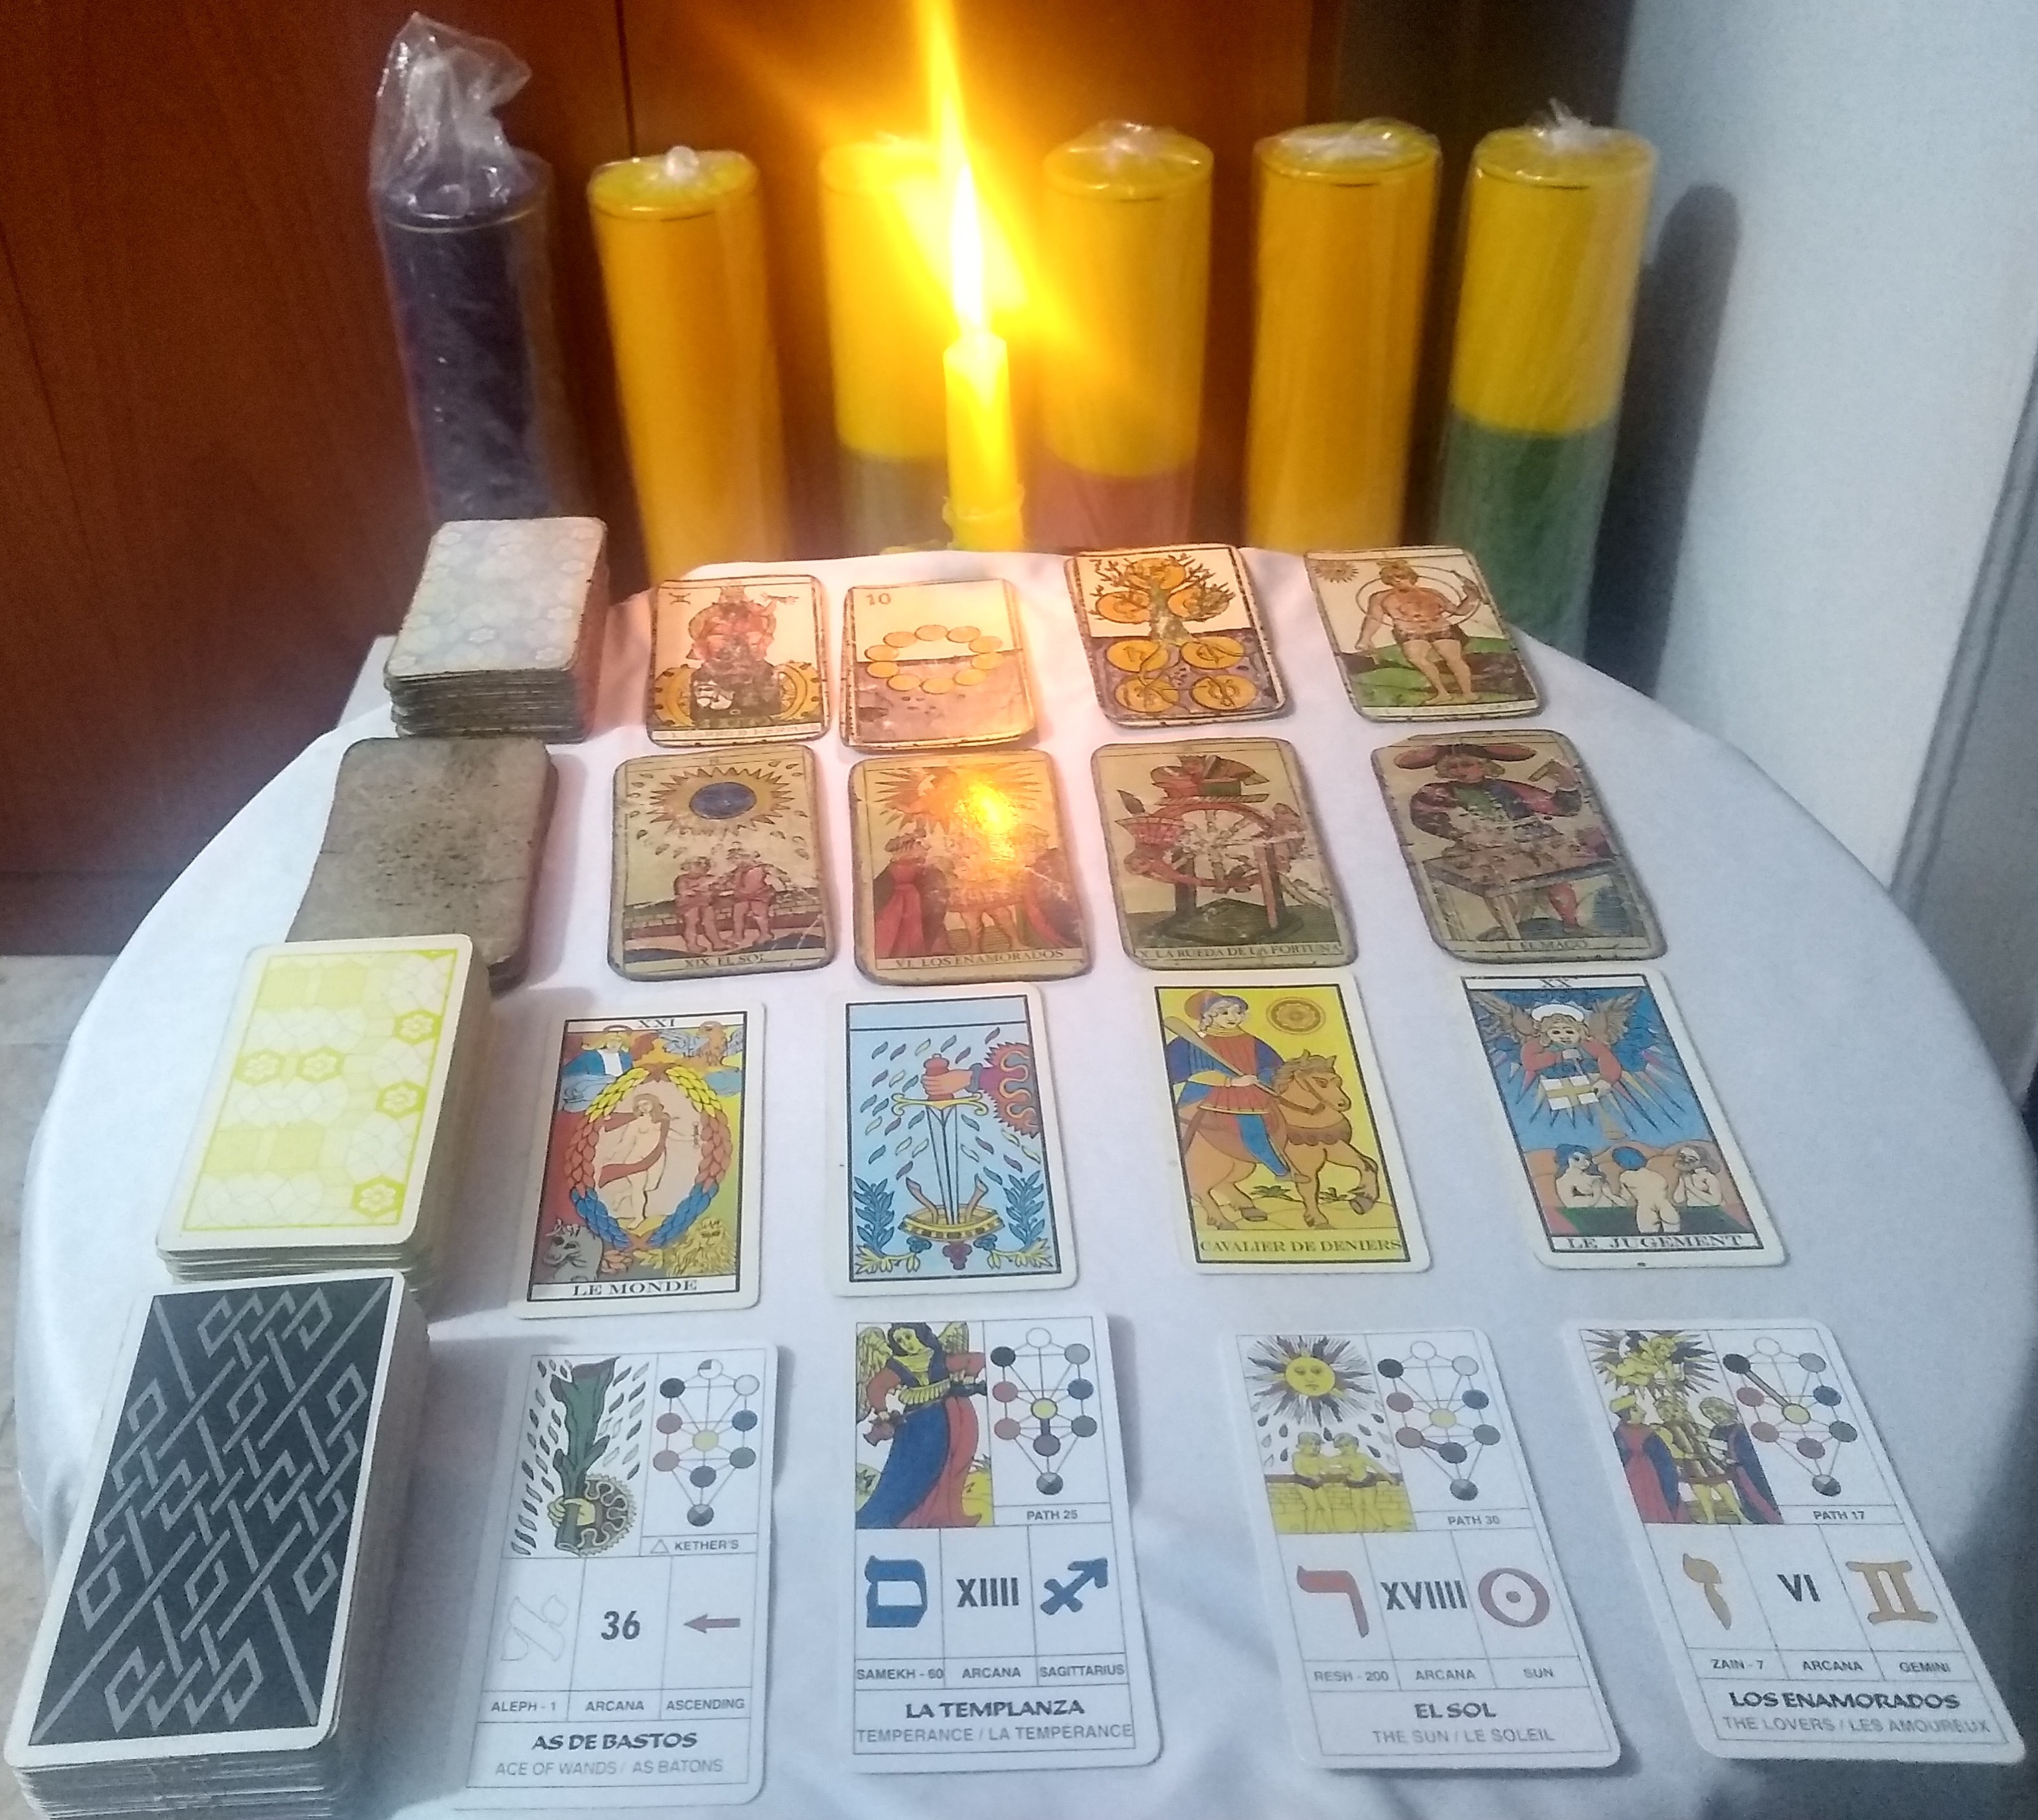 10
7
XIX. EL SOL
VI. LOS ENAMORADOS
X LA RUEDA DE LA FORTUNA
I. EL MAGO
XXI
LE MONDE
CAVALIER DE DENIERS
XX
LE JUGEMENT
KETHER'S
36
ALEPH - 1
ARCANA
ASCENDING
AS DE BASTOS
ACE OF WANDS / AS BATONS
PATH 25
ם
XIIII
SAMEKH - 60
ARCANA
SAGITTARIUS
LA TEMPLANZA
TEMPERANCE / LA TEMPERANCE
PATH 30
ר
XVIIII
RESH - 200
ARCANA
SUN
EL SOL
THE SUN / LE SOLEIL
PATH 17
ז
VI
ZAIN - 7
ARCANA
GEMINI
LOS ENAMORADOS
THE LOVERS / LES AMOUREUX